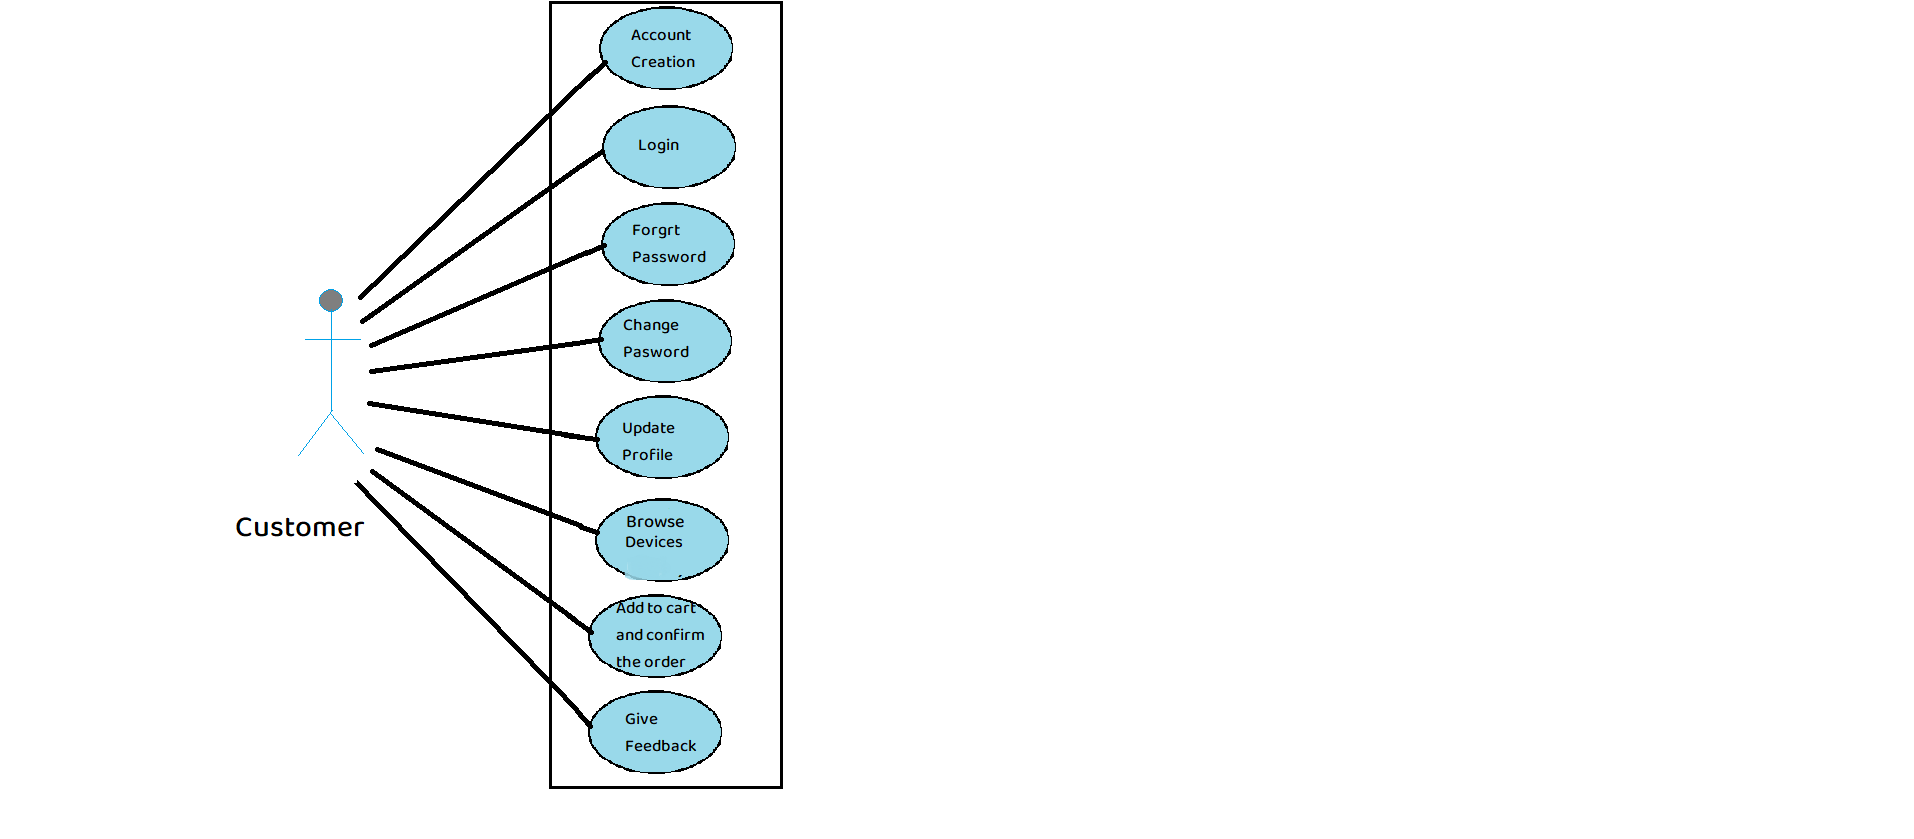 Account
Creation
Login
Forgrt
Password
Change
Pasword
Update
Profile
Browse
Devices
Customer
Add to cart
and confirm
the order
Give
Feedback